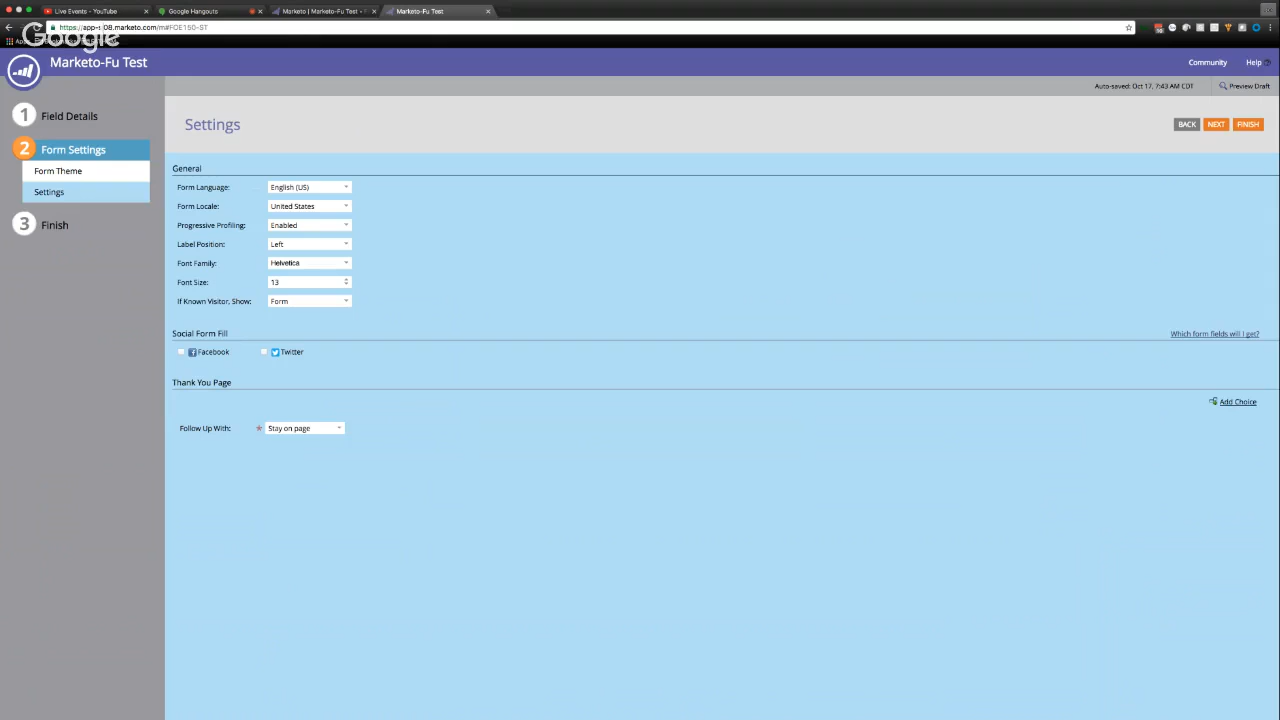 Live Events - YouTube
Google Hangouts
Marketo | Marketo-Fu Test • F
Marketo-Fu Test
https://app-s
08.marketo.com/m#FOE150-ST
Google
Marketo-Fu Test
Community
Help
Auto-saved: Oct 17, 7:43 AM CDT
Preview Draft
1 Field Details
Settings
BACK
NEXT
FINISH
2 Form Settings
Form Theme
Settings
3 Finish
General
Form Language: English (US)
Form Locale: United States
Progressive Profiling: Enabled
Label Position: Left
Font Family: Helvetica
Font Size: 13
If Known Visitor, Show: Form
Social Form Fill
Which form fields will I get?
Facebook
Twitter
Thank You Page
Add Choice
Follow Up With: * Stay on page